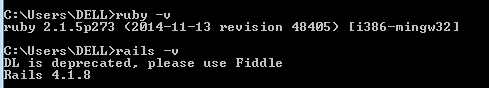 C:\Users\DELL>ruby -v
ruby 2.1.5p273 (2014-11-13 revision 48405) [i386-mingw32]
C:\Users\DELL>rails -v
DL is deprecated, please use Fiddle
Rails 4.1.8